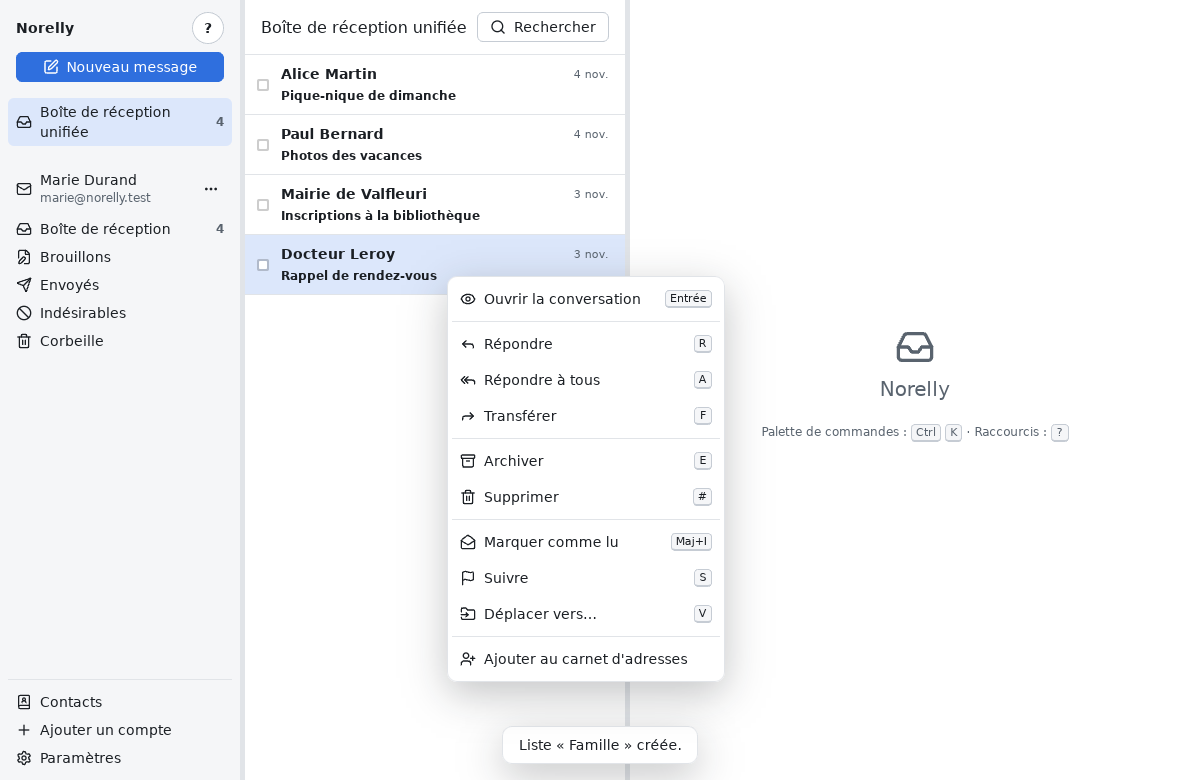 Norelly
?
Nouveau message
Boîte de réception unifiée
4
Marie Durand
marie@norelly.test
Boîte de réception
4
Brouillons
Envoyés
Indésirables
Corbeille
Contacts
Ajouter un compte
Paramètres
Boîte de réception unifiée
Rechercher
Alice Martin
4 nov.
Pique-nique de dimanche
Paul Bernard
4 nov.
Photos des vacances
Mairie de Valfleuri
3 nov.
Inscriptions à la bibliothèque
Docteur Leroy
3 nov.
Rappel de rendez-vous
Ouvrir la conversation Entrée
Répondre R
Répondre à tous A
Transférer F
Archiver E
Supprimer #
Marquer comme lu Maj+I
Suivre S
Déplacer vers… V
Ajouter au carnet d'adresses
Norelly
Palette de commandes : Ctrl K · Raccourcis : ?
Liste « Famille » créée.